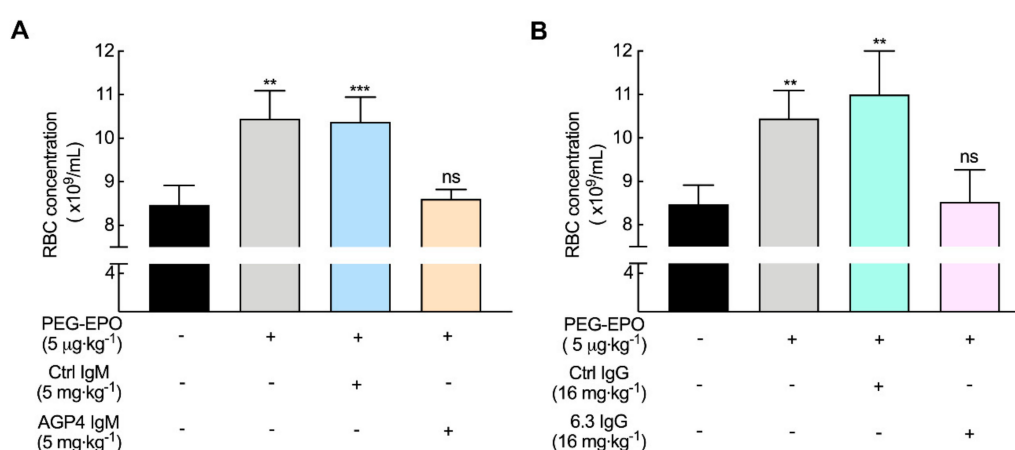 A
RBC concentration
( x10⁹/mL)
12
11
10
9
8
4
**
***
ns
PEG-EPO
(5 µg·kg⁻¹)
- + + +
Ctrl IgM
(5 mg·kg⁻¹)
- - + -
AGP4 IgM
(5 mg·kg⁻¹)
- - - +
B
RBC concentration
( x10⁹/mL)
12
11
10
9
8
4
**
**
ns
PEG-EPO
( 5 µg·kg⁻¹)
- + + +
Ctrl IgG
(16 mg·kg⁻¹)
- - + -
6.3 IgG
(16 mg·kg⁻¹)
- - - +